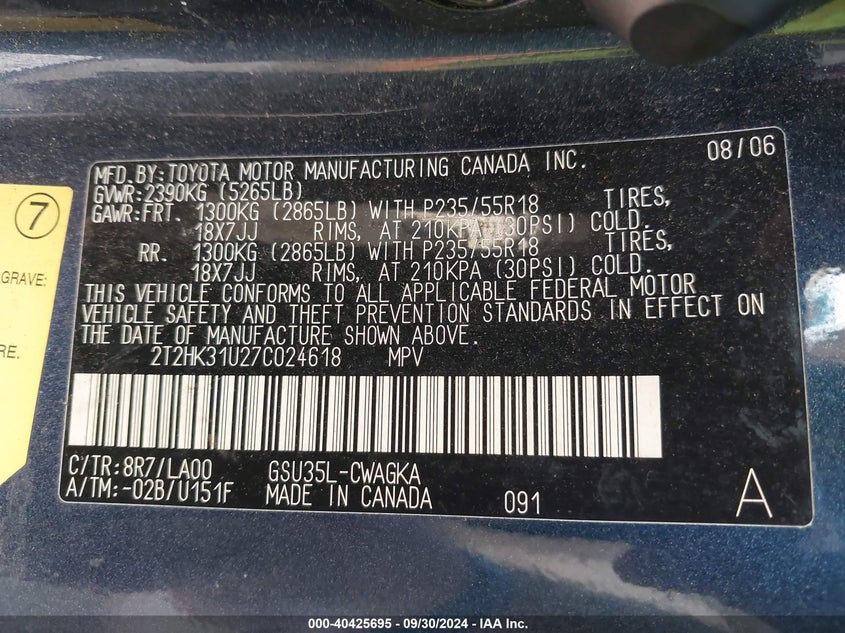 MFD.BY:TOYOTA MOTOR MANUFACTURING CANADA INC. 08/06
GVWR:2390KG (5265LB)
GAWR:FRT. 1300KG (2865LB) WITH P235/55R18 TIRES,
18X7JJ RIMS, AT 210KPA (30PSI) COLD.
RR. 1300KG (2865LB) WITH P235/55R18 TIRES,
18X7JJ RIMS, AT 210KPA (30PSI) COLD.
THIS VEHICLE CONFORMS TO ALL APPLICABLE FEDERAL MOTOR
VEHICLE SAFETY AND THEFT PREVENTION STANDARDS IN EFFECT ON
THE DATE OF MANUFACTURE SHOWN ABOVE.
2T2HK31U27C024618 MPV
C/TR:8R7/LA00 GSU35L-CWAGKA
A/TM:-02B/U151F MADE IN CANADA 091 A
7
GRAVE:
RE.
000-40425695 - 09/30/2024 - IAA Inc.